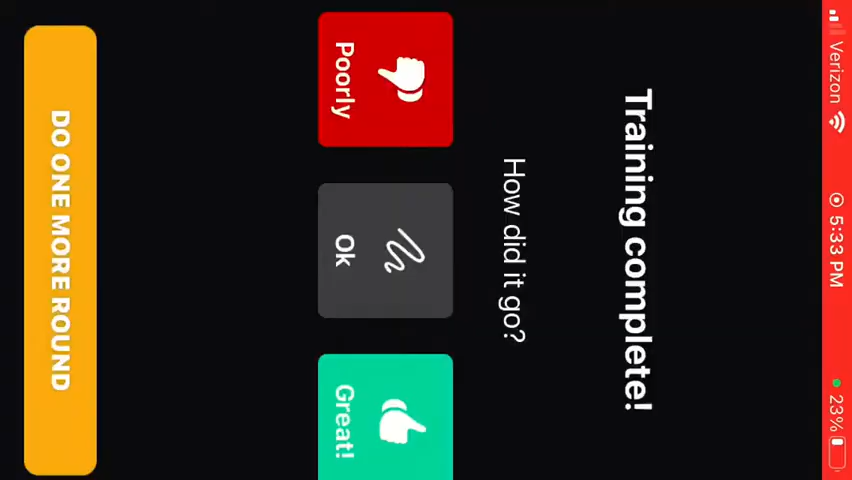 Verizon 5:33 PM 23%
Training complete!
How did it go?
Poorly
Ok
Great!
DO ONE MORE ROUND